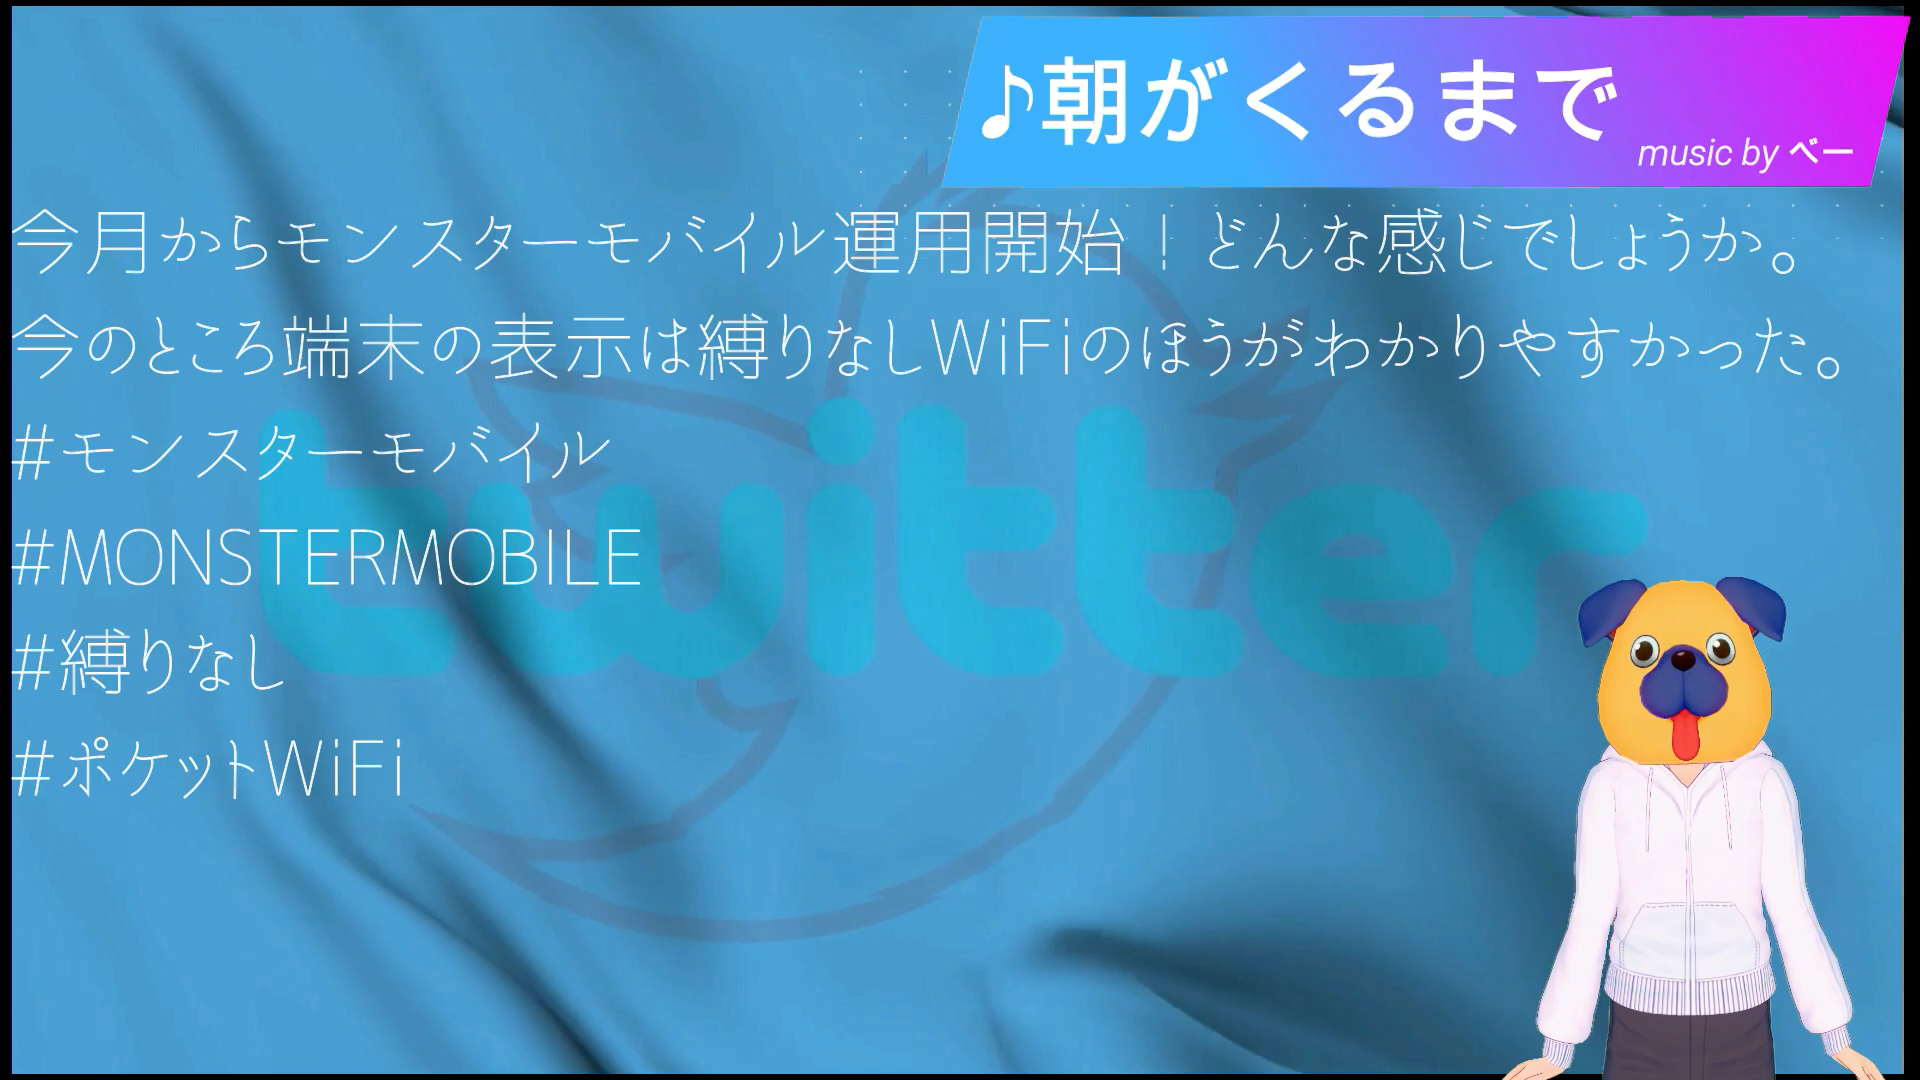 ♪朝がくるまで
music by べー
今月からモンスターモバイル運用開始！どんな感じでしょうか。
今のところ端末の表示は縛りなしWiFiのほうがわかりやすかった。
#モンスターモバイル
#MONSTERMOBILE
#縛りなし
#ポケットWiFi
twitter